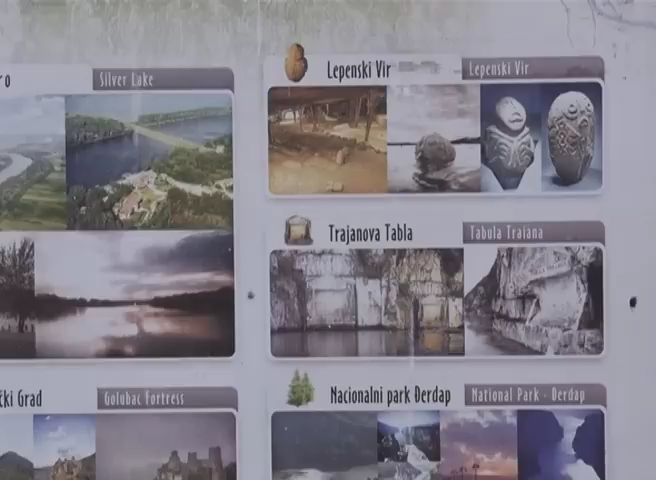 ro
Silver Lake
Lepenski Vir
Lepenski Vir
Trajanova Tabla
Tabula Traiana
čki Grad
Golubac Fortress
Nacionalni park Đerdap
National Park - Đerdap